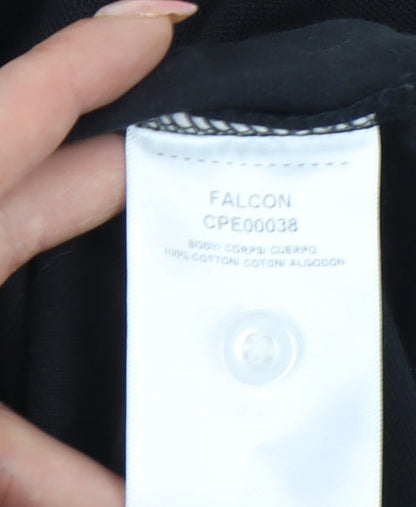 FALCON
CPE00038
BODY/ CORPS/ CUERPO
100% COTTON/ COTON/ ALGODON